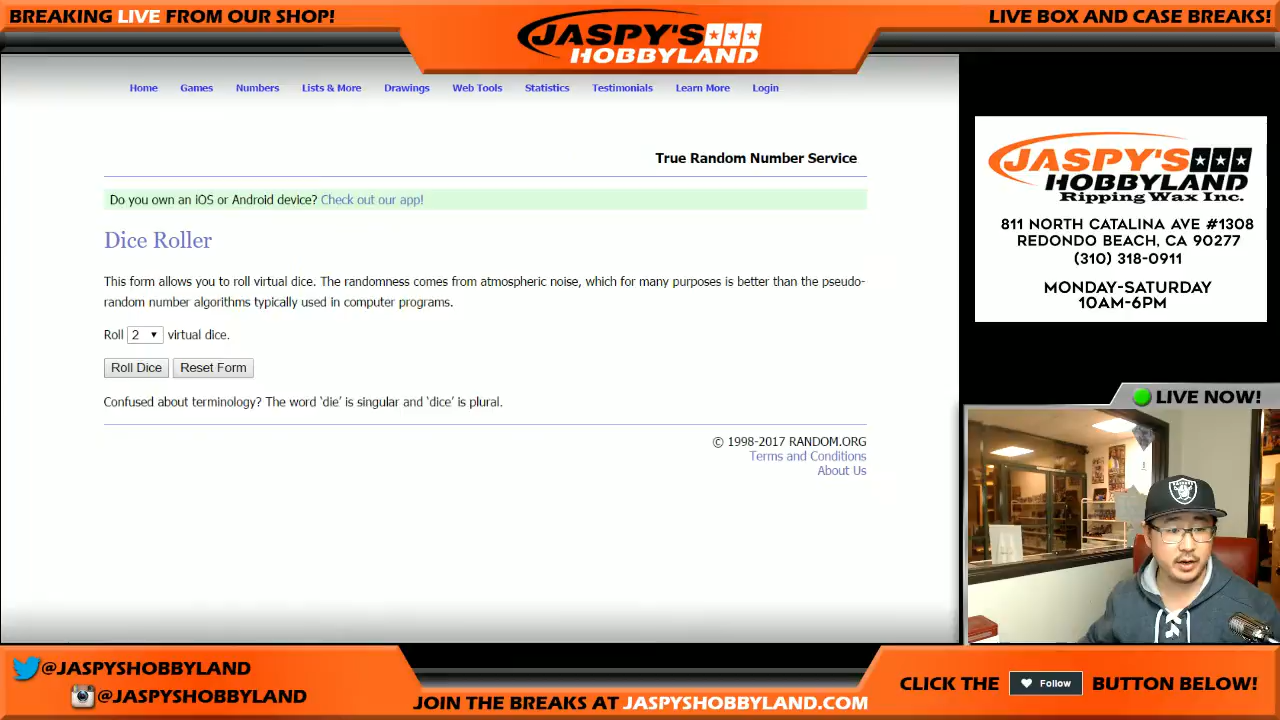 BREAKING LIVE FROM OUR SHOP!
JASPY'S
HOBBYLAND
LIVE BOX AND CASE BREAKS!
Home Games Numbers Lists & More Drawings Web Tools Statistics Testimonials Learn More Login
True Random Number Service
Do you own an iOS or Android device? Check out our app!
Dice Roller
This form allows you to roll virtual dice. The randomness comes from atmospheric noise, which for many purposes is better than the pseudo-
random number algorithms typically used in computer programs.
Roll 2 virtual dice.
Roll Dice Reset Form
Confused about terminology? The word ‘die’ is singular and ‘dice’ is plural.
© 1998-2017 RANDOM.ORG
Terms and Conditions
About Us
JASPY'S
HOBBYLAND
Ripping Wax Inc.
811 NORTH CATALINA AVE #1308
REDONDO BEACH, CA 90277
(310) 318-0911
MONDAY-SATURDAY
10AM-6PM
LIVE NOW!
@JASPYSHOBBYLAND
@JASPYSHOBBYLAND
JOIN THE BREAKS AT JASPYSHOBBYLAND.COM
CLICK THE Follow BUTTON BELOW!